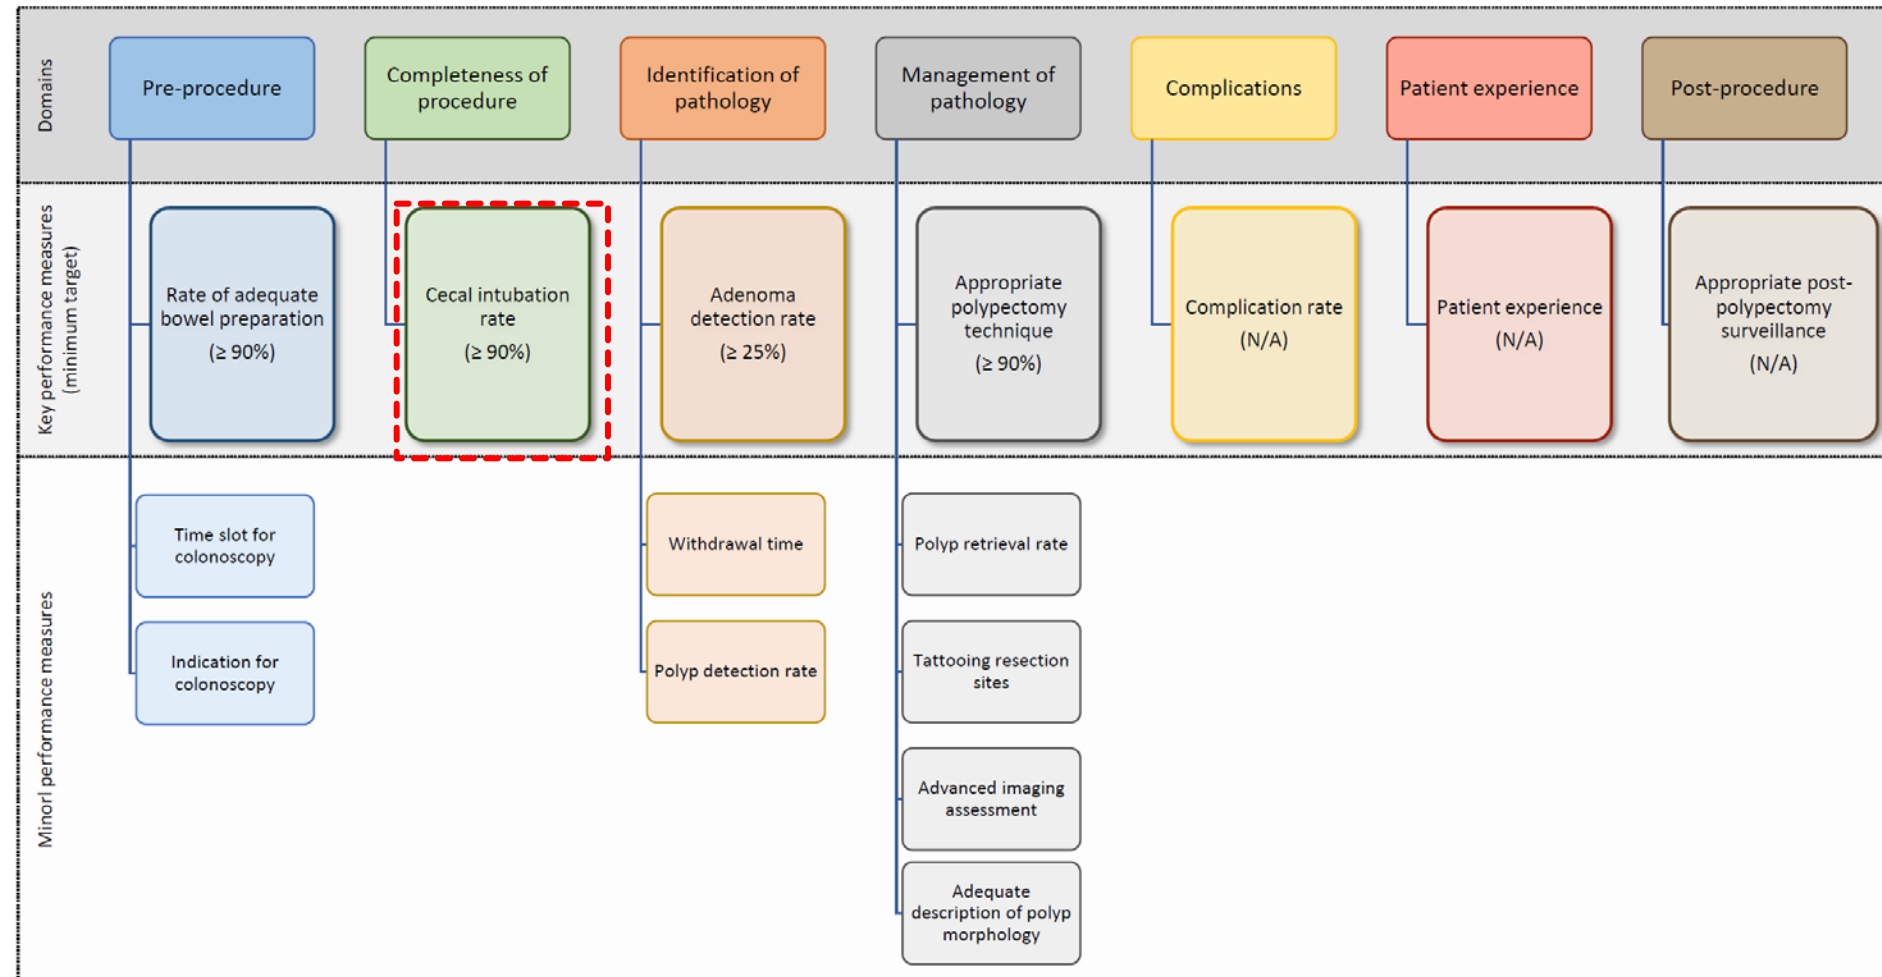 Domains
Pre-procedure
Completeness of
procedure
Identification of
pathology
Management of
pathology
Complications
Patient experience
Post-procedure
Key performance measures
(minimum target)
Rate of adequate
bowel preparation
(≥ 90%)
Cecal intubation
rate
(≥ 90%)
Adenoma
detection rate
(≥ 25%)
Appropriate
polypectomy
technique
(≥ 90%)
Complication rate
(N/A)
Patient experience
(N/A)
Appropriate post-
polypectomy
surveillance
(N/A)
Minorl performance measures
Time slot for
colonoscopy
Indication for
colonoscopy
Withdrawal time
Polyp detection rate
Polyp retrieval rate
Tattooing resection
sites
Advanced imaging
assessment
Adequate
description of polyp
morphology